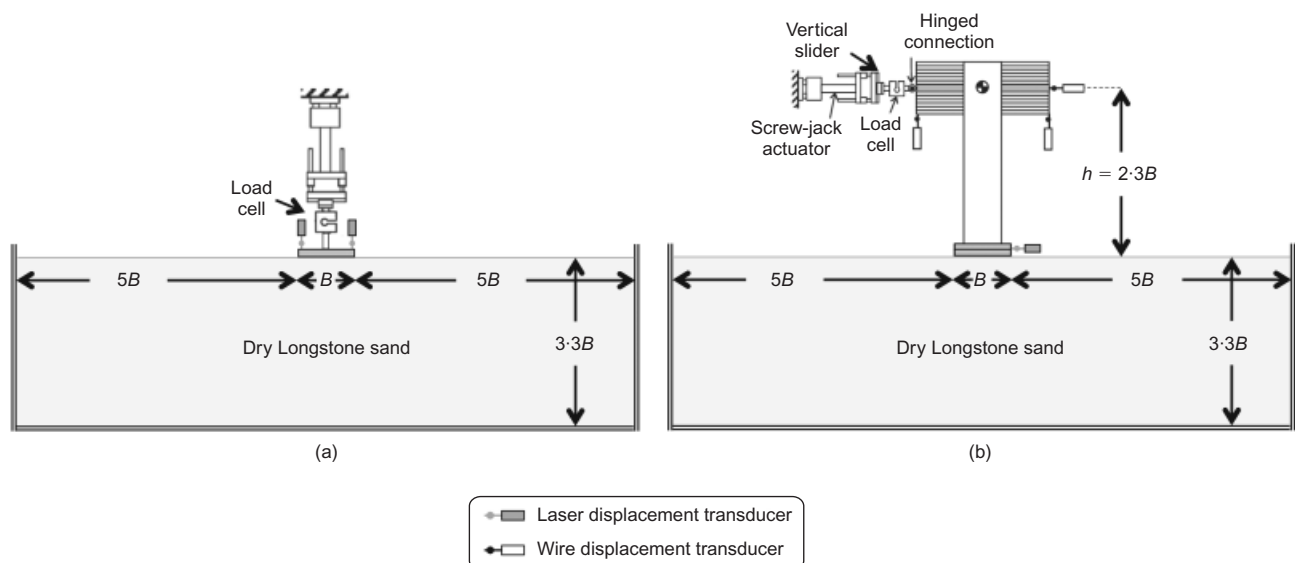 Load
cell
5B
B
5B
3·3B
Dry Longstone sand
(a)
Vertical
slider
Hinged
connection
Screw-jack
actuator
Load
cell
h = 2·3B
5B
B
5B
3·3B
Dry Longstone sand
(b)
Laser displacement transducer
Wire displacement transducer